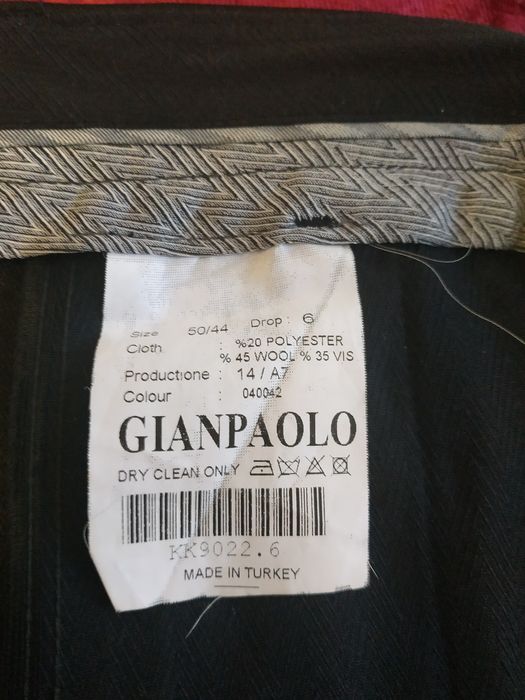 Size 50/44 Drop : 6
Cloth : %20 POLYESTER
% 45 WOOL % 35 VIS
Productione : 14 / A7
Colour : 040042
GIANPAOLO
DRY CLEAN ONLY
KK9022.6
MADE IN TURKEY